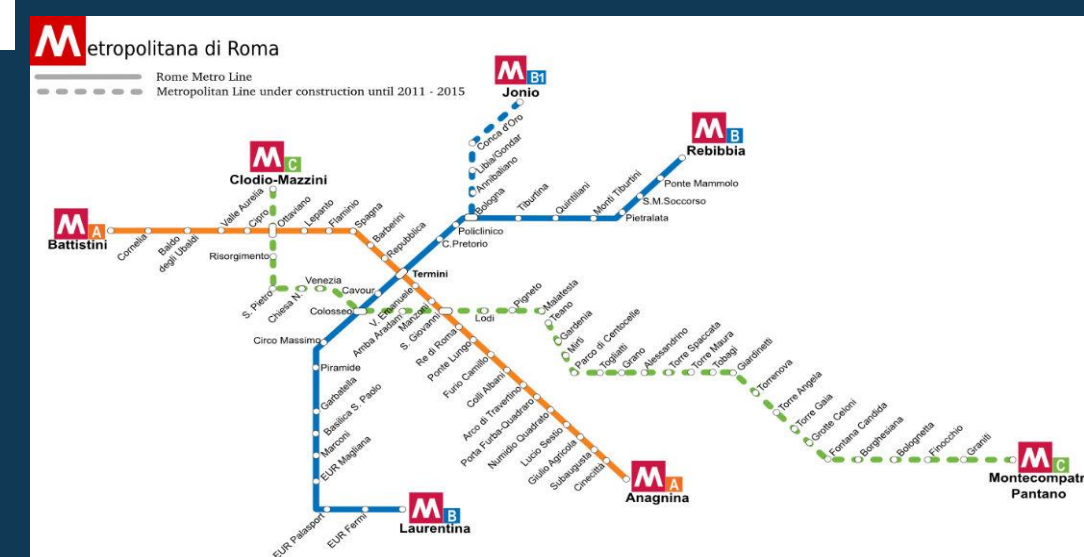 Metropolitana di Roma
Rome Metro Line
Metropolitan Line under construction until 2011 - 2015
M B1
Jonio
Conca d'Oro
Libia/Gondar
Annibaliano
M B
Rebibbia
Ponte Mammolo
S.M.Soccorso
Pietralata
Monti Tiburtini
Quintiliani
Tiburtina
Bologna
Policlinico
C.Pretorio
M C
Clodio-Mazzini
M A
Battistini
Cornelia
Baldo
degli Ubaldi
Valle Aurelia
Cipro
Ottaviano
Lepanto
Flaminio
Spagna
Barberini
Repubblica
Termini
Risorgimento
S. Pietro
Chiesa N.
Venezia
Cavour
Colosseo
V. Emanuele
Amba Aradam
Manzoni
S. Giovanni
Lodi
Pigneto
Malatesta
Teano
Gardenia
Mirti
Parco di Centocelle
Togliatti
Grano
Alessandrino
Torre Spaccata
Torre Maura
Tobagi
Giardinetti
Torrenova
Torre Angela
Torre Gaia
Grotte Celoni
Fontana Candida
Borghesiana
Bolognetta
Finocchio
Graniti
M C
Montecompatr
Pantano
Circo Massimo
Piramide
Garbatella
Basilica S. Paolo
Marconi
EUR Magliana
EUR Palasport
EUR Fermi
M B
Laurentina
Re di Roma
Ponte Lungo
Furio Camillo
Colli Albani
Arco di Travertino
Porta Furba-Quadraro
Numidio Quadrato
Lucio Sestio
Giulio Agricola
Subaugusta
Cinecittà
M A
Anagnina